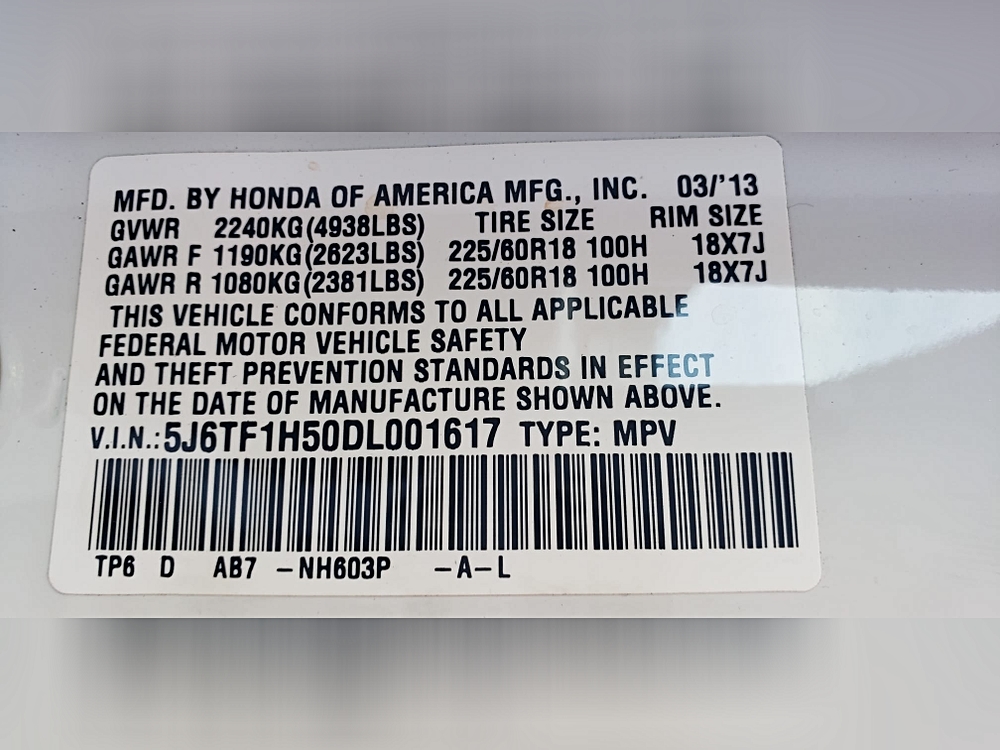 MFD. BY HONDA OF AMERICA MFG., INC. 03/'13
GVWR 2240KG(4938LBS) TIRE SIZE RIM SIZE
GAWR F 1190KG(2623LBS) 225/60R18 100H 18X7J
GAWR R 1080KG(2381LBS) 225/60R18 100H 18X7J
THIS VEHICLE CONFORMS TO ALL APPLICABLE
FEDERAL MOTOR VEHICLE SAFETY
AND THEFT PREVENTION STANDARDS IN EFFECT
ON THE DATE OF MANUFACTURE SHOWN ABOVE.
V.I.N.:5J6TF1H50DL001617 TYPE: MPV
TP6 D AB7 -NH603P -A-L